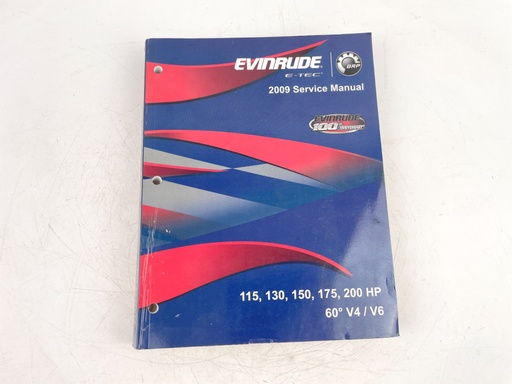 EVINRUDE
E-TEC
BRP
2009 Service Manual
EVINRUDE
100
115, 130, 150, 175, 200 HP
60° V4 / V6